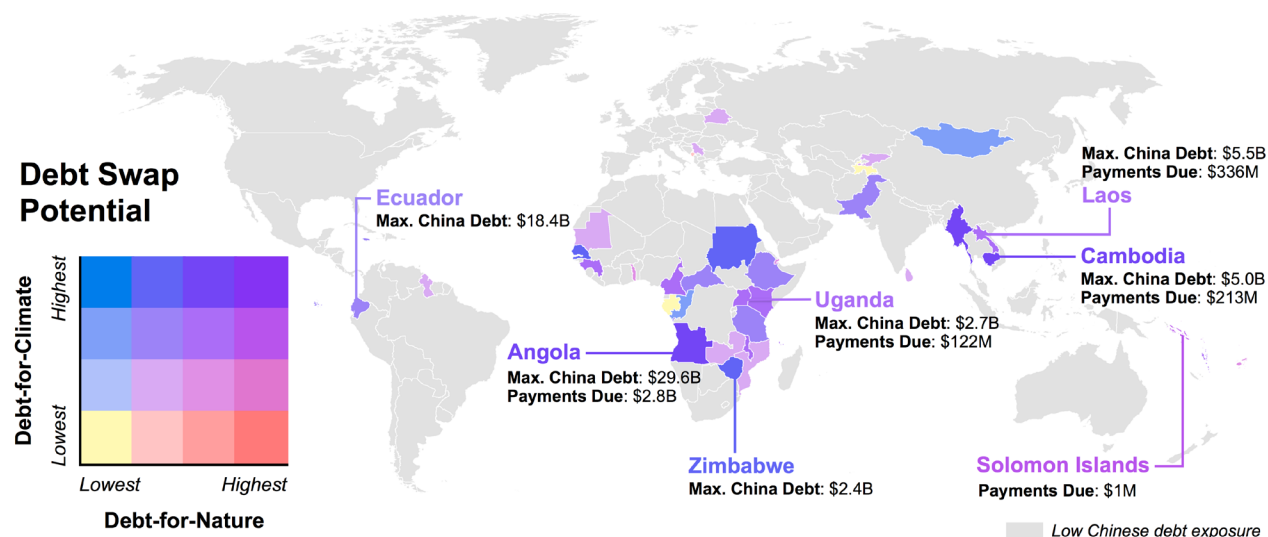 Debt Swap
Potential
Highest
Debt-for-Climate
Lowest
Lowest
Highest
Debt-for-Nature
Ecuador
Max. China Debt: $18.4B
Angola
Max. China Debt: $29.6B
Payments Due: $2.8B
Zimbabwe
Max. China Debt: $2.4B
Uganda
Max. China Debt: $2.7B
Payments Due: $122M
Max. China Debt: $5.5B
Payments Due: $336M
Laos
Cambodia
Max. China Debt: $5.0B
Payments Due: $213M
Solomon Islands
Payments Due: $1M
Low Chinese debt exposure